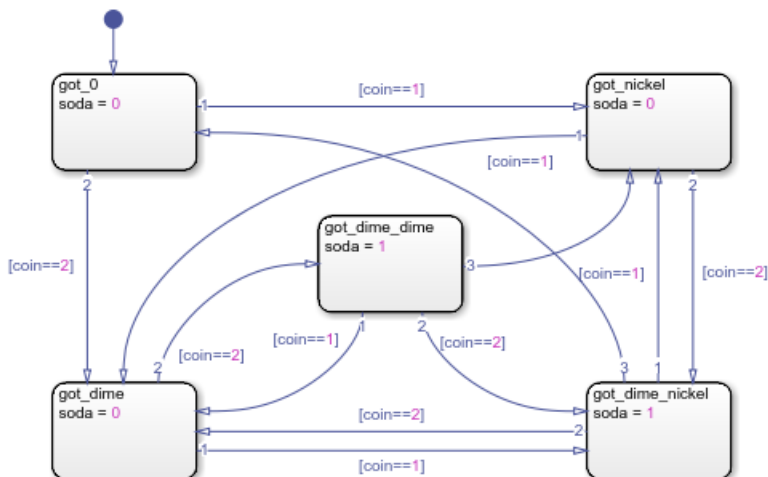 got_0
soda = 0
1
[coin==1]
got_nickel
soda = 0
1
[coin==1]
2
2
got_dime_dime
soda = 1
3
[coin==2]
[coin==1]
[coin==2]
1
2
[coin==1]
[coin==2]
[coin==2]
2
3
1
got_dime
soda = 0
[coin==2]
2
got_dime_nickel
soda = 1
1
[coin==1]